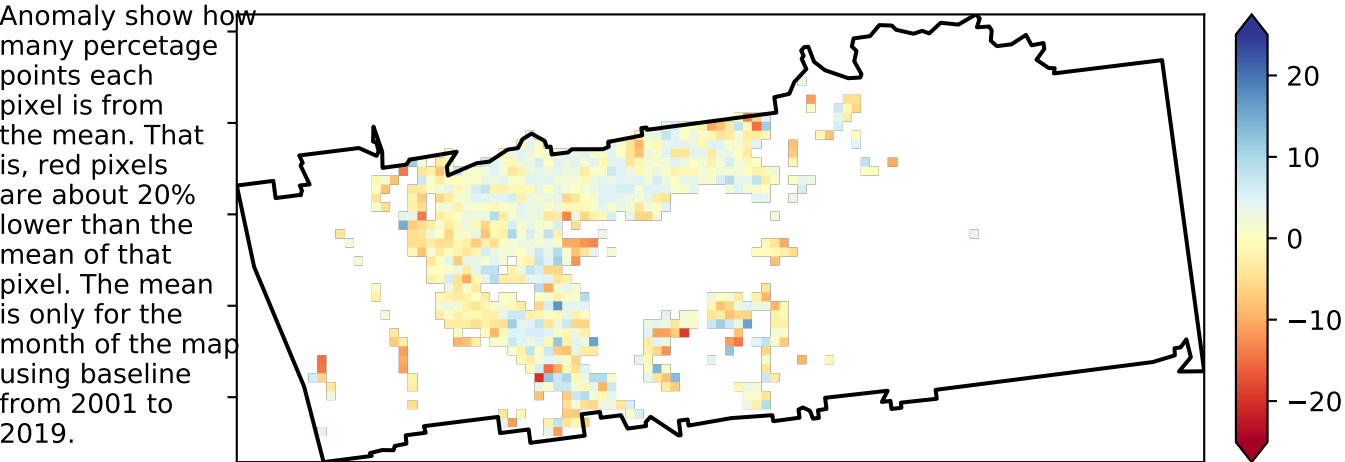 Anomaly show how
many percetage
points each
pixel is from
the mean. That
is, red pixels
are about 20%
lower than the
mean of that
pixel. The mean
is only for the
month of the map
using baseline
from 2001 to
2019.
20
10
0
−10
−20